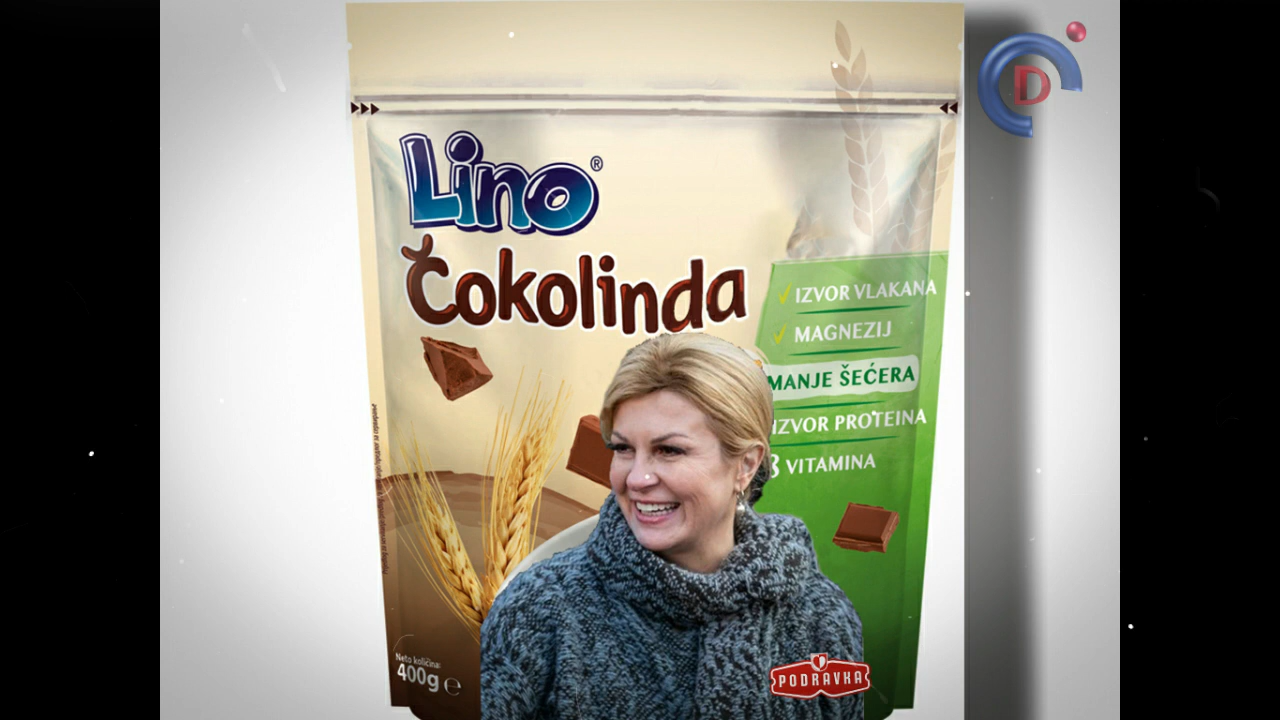 Lino®
Čokolinda
IZVOR VLAKANA
MAGNEZIJ
MANJE ŠEĆERA
IZVOR PROTEINA
VITAMINA
Neto količina:
400g e
PODRAVKA
D